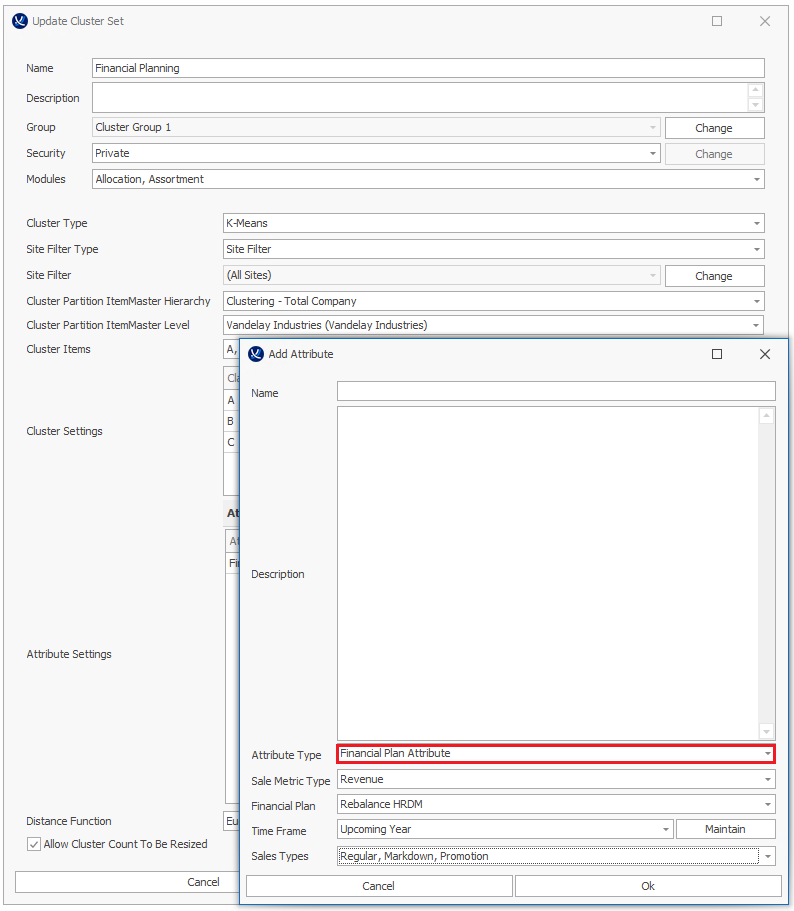 Update Cluster Set
Name Financial Planning
Description
Group Cluster Group 1 Change
Security Private Change
Modules Allocation, Assortment
Cluster Type K-Means
Site Filter Type Site Filter
Site Filter (All Sites) Change
Cluster Partition ItemMaster Hierarchy Clustering - Total Company
Cluster Partition ItemMaster Level Vandelay Industries (Vandelay Industries)
Cluster Items A,
Cla
A
B
C
Cluster Settings
At
At
Fi
Attribute Settings
Distance Function Eu
Allow Cluster Count To Be Resized
Cancel
Add Attribute
Name
Description
Attribute Type Financial Plan Attribute
Sale Metric Type Revenue
Financial Plan Rebalance HRDM
Time Frame Upcoming Year Maintain
Sales Types Regular, Markdown, Promotion
Cancel Ok